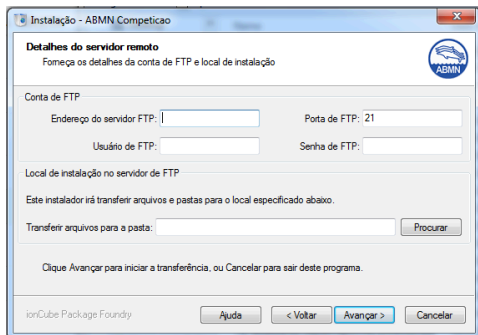 Instalação - ABMN Competicao
Detalhes do servidor remoto
Forneça os detalhes da conta de FTP e local de instalação
ABMN
Conta de FTP
Endereço do servidor FTP: Porta de FTP: 21
Usuário de FTP: Senha de FTP:
Local de instalação no servidor de FTP
Este instalador irá transferir arquivos e pastas para o local especificado abaixo.
Transferir arquivos para a pasta: Procurar
Clique Avançar para iniciar a transferência, ou Cancelar para sair deste programa.
ionCube Package Foundry Ajuda < Voltar Avançar > Cancelar